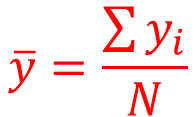 ȳ = ∑ yᵢ / N